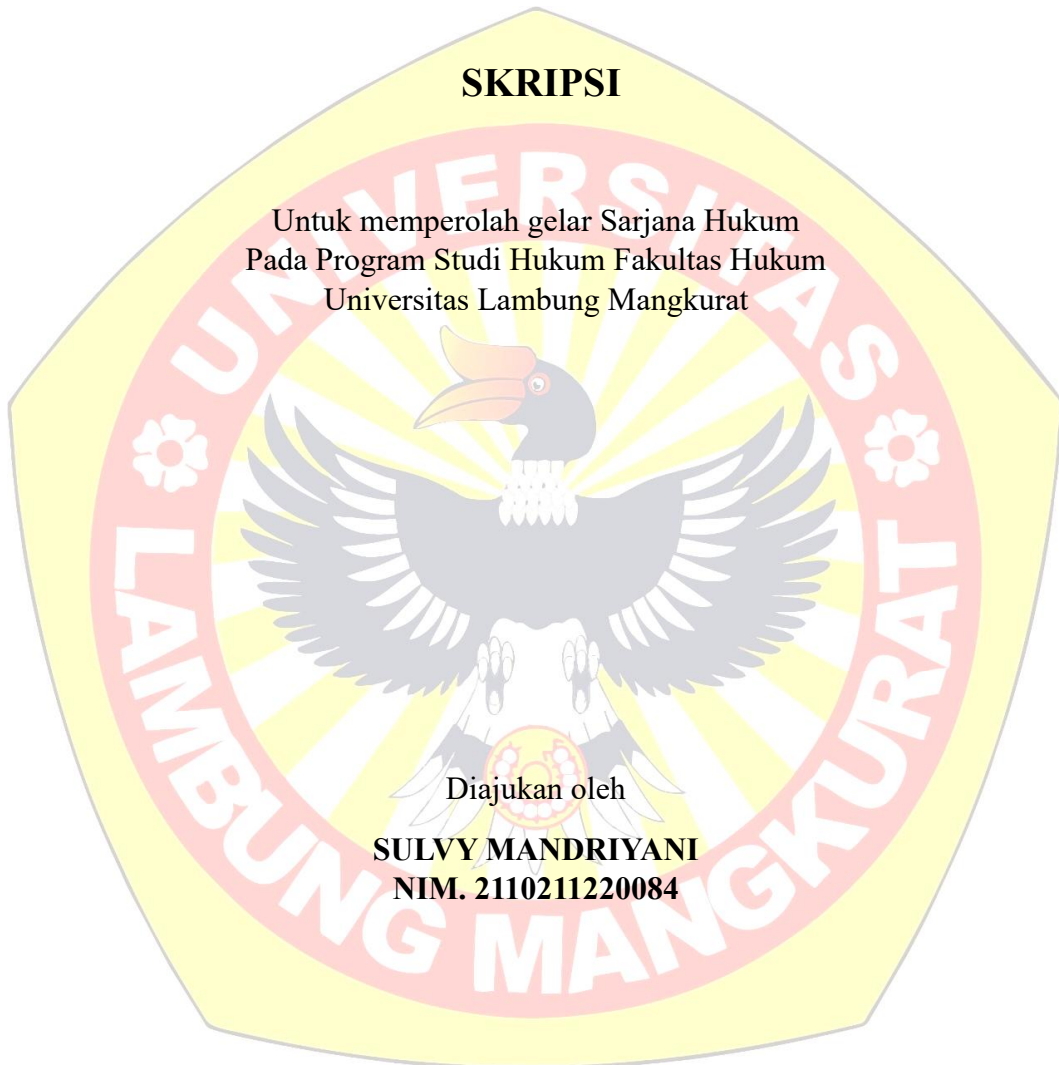 SKRIPSI
UNIVERSITAS
Untuk memperolah gelar Sarjana Hukum
Pada Program Studi Hukum Fakultas Hukum
Universitas Lambung Mangkurat
Diajukan oleh
SULVY MANDRIYANI
NIM. 2110211220084
LAMBUNG MANGKURAT